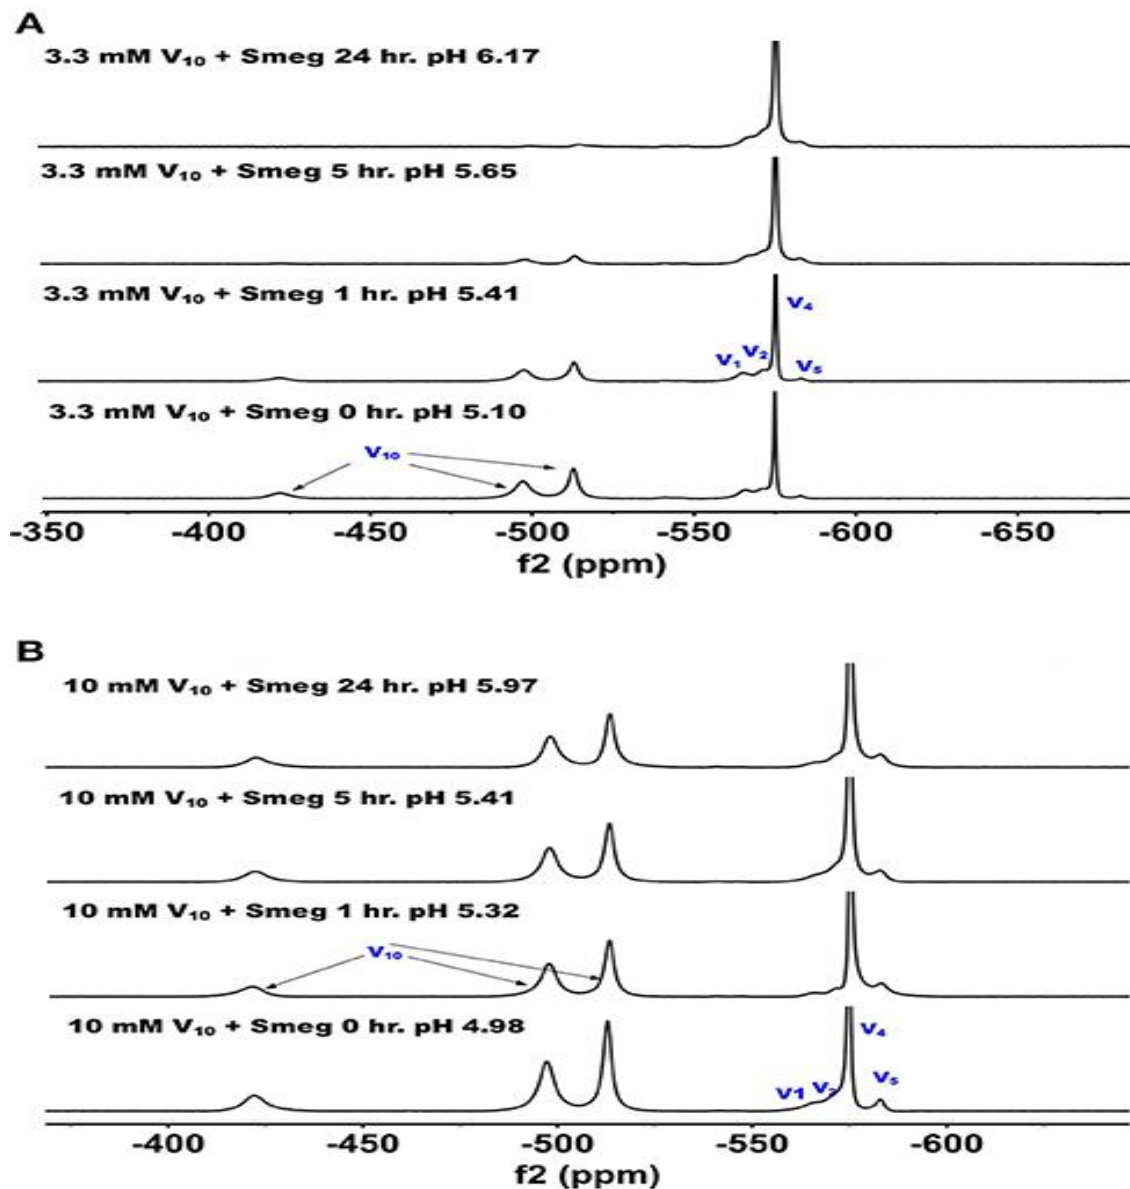 A
3.3 mM V₁₀ + Smeg 24 hr. pH 6.17
3.3 mM V₁₀ + Smeg 5 hr. pH 5.65
3.3 mM V₁₀ + Smeg 1 hr. pH 5.41
V₄
V₁ V₂ V₅
3.3 mM V₁₀ + Smeg 0 hr. pH 5.10
V₁₀
-350 -400 -450 -500 -550 -600 -650
f2 (ppm)
B
10 mM V₁₀ + Smeg 24 hr. pH 5.97
10 mM V₁₀ + Smeg 5 hr. pH 5.41
10 mM V₁₀ + Smeg 1 hr. pH 5.32
V₁₀
10 mM V₁₀ + Smeg 0 hr. pH 4.98
V₄
V1 V₂ V₅
-400 -450 -500 -550 -600
f2 (ppm)